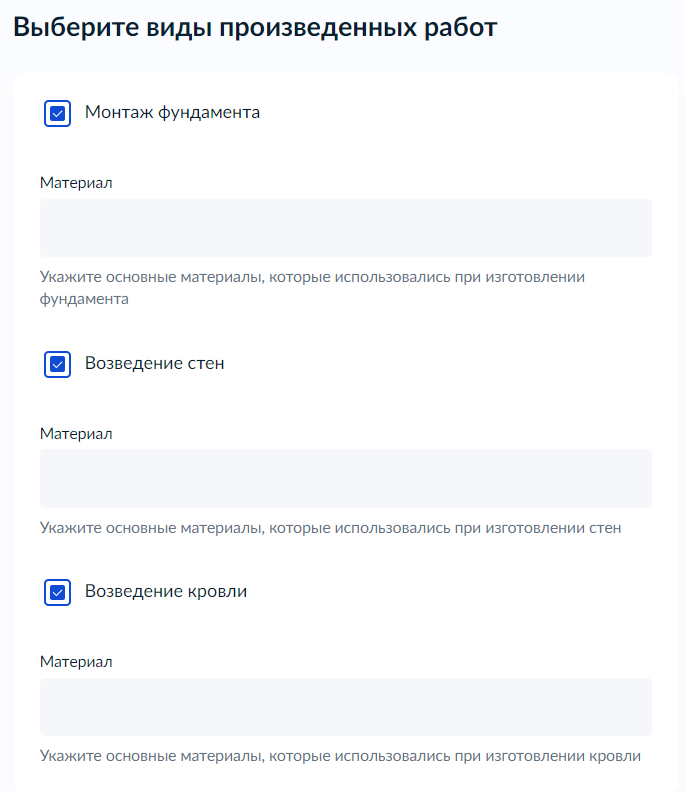 Выберите виды произведенных работ
Монтаж фундамента
Материал
Укажите основные материалы, которые использовались при изготовлении
фундамента
Возведение стен
Материал
Укажите основные материалы, которые использовались при изготовлении стен
Возведение кровли
Материал
Укажите основные материалы, которые использовались при изготовлении кровли